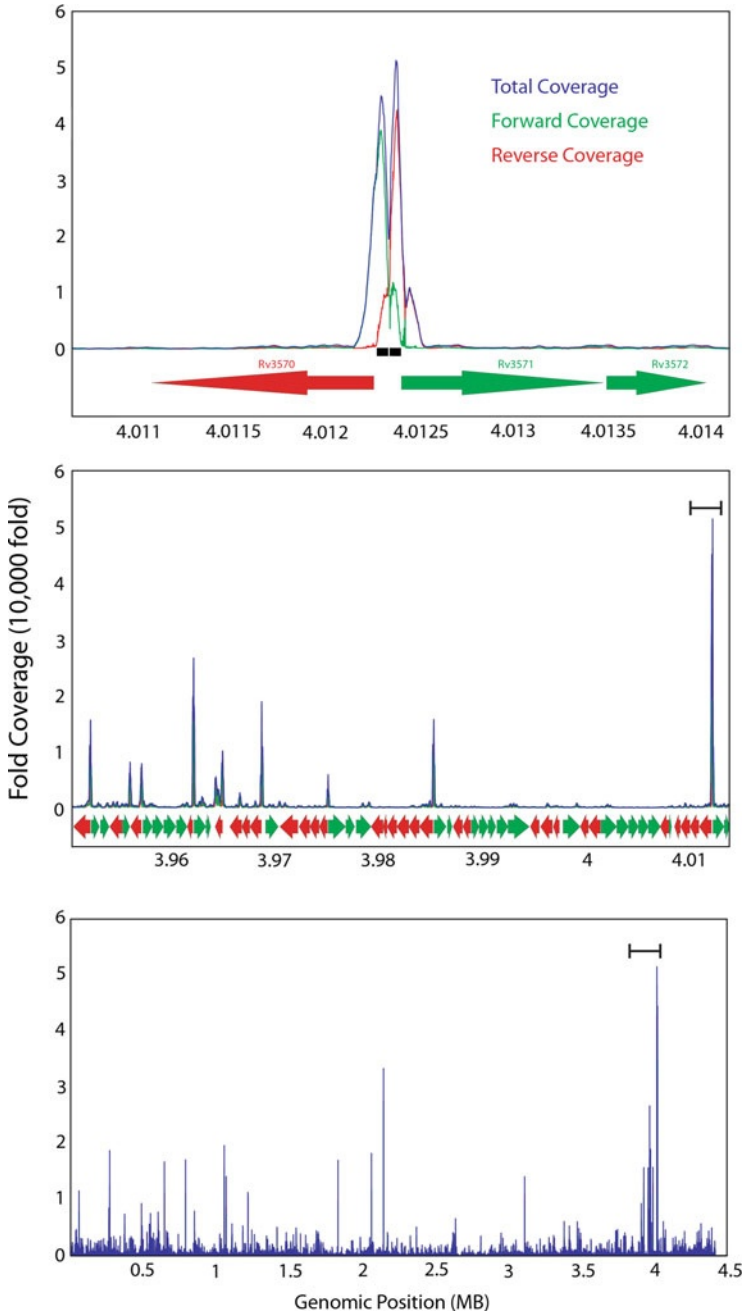 6
5
4
3
2
1
0
Total Coverage
Forward Coverage
Reverse Coverage
Rv3570 Rv3571 Rv3572
4.011 4.0115 4.012 4.0125 4.013 4.0135 4.014
Fold Coverage (10,000 fold)
6
5
4
3
2
1
0
3.96 3.97 3.98 3.99 4 4.01
6
5
4
3
2
1
0
0.5 1 1.5 2 2.5 3 3.5 4 4.5
Genomic Position (MB)